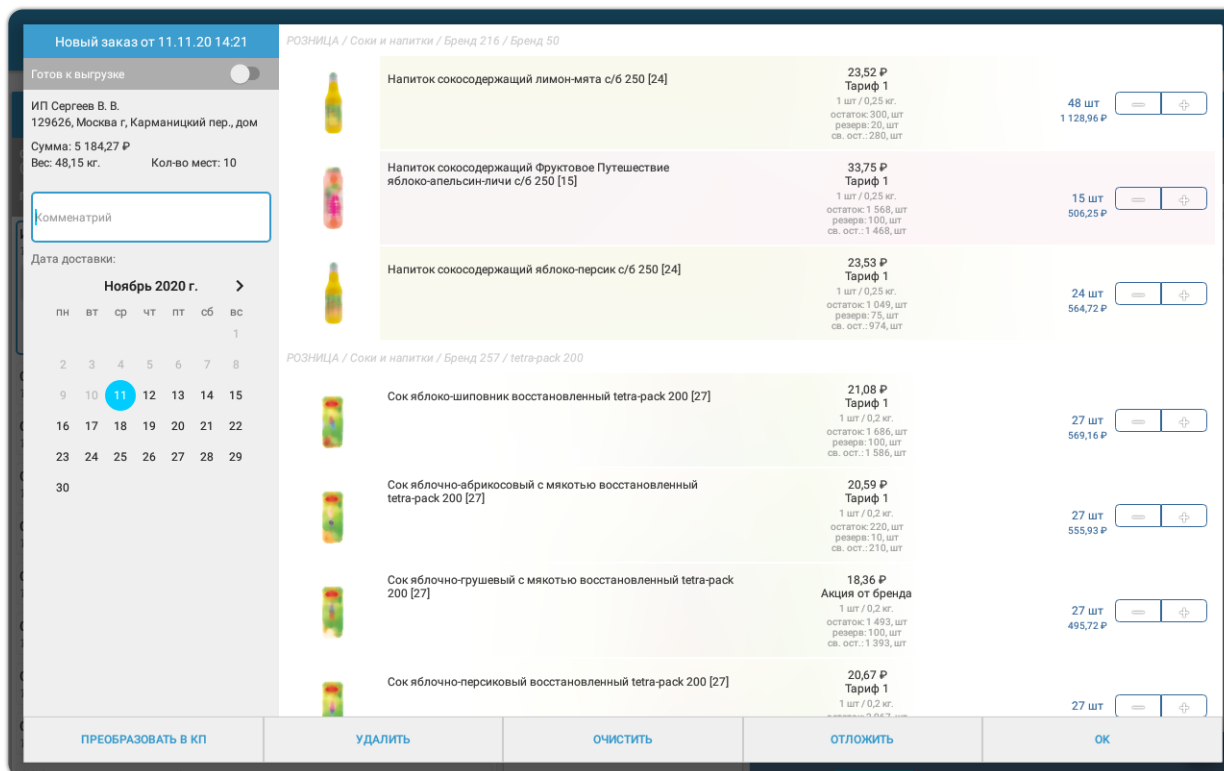 Новый заказ от 11.11.20 14:21
Готов к выгрузке
ИП Сергеев В. В.
129626, Москва г, Карманицкий пер., дом
Сумма: 5 184,27 ₽
Вес: 48,15 кг. Кол-во мест: 10
Комменатрий
Дата доставки:
Ноябрь 2020 г.
пн вт ср чт пт сб вс
1
2 3 4 5 6 7 8
9 10 11 12 13 14 15
16 17 18 19 20 21 22
23 24 25 26 27 28 29
30
РОЗНИЦА / Соки и напитки / Бренд 216 / Бренд 50
Напиток сокосодержащий лимон-мята с/б 250 [24]
23,52 ₽
Тариф 1
1 шт / 0,25 кг.
остаток: 300, шт
резерв: 20, шт
св. ост.: 280, шт
48 шт
1 128,96 ₽
Напиток сокосодержащий Фруктовое Путешествие
яблоко-апельсин-личи с/б 250 [15]
33,75 ₽
Тариф 1
1 шт / 0,25 кг.
остаток: 1 568, шт
резерв: 100, шт
св. ост.: 1 468, шт
15 шт
506,25 ₽
Напиток сокосодержащий яблоко-персик с/б 250 [24]
23,53 ₽
Тариф 1
1 шт / 0,25 кг.
остаток: 1 049, шт
резерв: 75, шт
св. ост.: 974, шт
24 шт
564,72 ₽
РОЗНИЦА / Соки и напитки / Бренд 257 / tetra-pack 200
Сок яблоко-шиповник восстановленный tetra-pack 200 [27]
21,08 ₽
Тариф 1
1 шт / 0,2 кг.
остаток: 1 686, шт
резерв: 100, шт
св. ост.: 1 586, шт
27 шт
569,16 ₽
Сок яблочно-абрикосовый с мякотью восстановленный
tetra-pack 200 [27]
20,59 ₽
Тариф 1
1 шт / 0,2 кг.
остаток: 220, шт
резерв: 10, шт
св. ост.: 210, шт
27 шт
555,93 ₽
Сок яблочно-грушевый с мякотью восстановленный tetra-pack
200 [27]
18,36 ₽
Акция от бренда
1 шт / 0,2 кг.
остаток: 1 493, шт
резерв: 100, шт
св. ост.: 1 393, шт
27 шт
495,72 ₽
Сок яблочно-персиковый восстановленный tetra-pack 200 [27]
20,67 ₽
Тариф 1
1 шт / 0,2 кг.
27 шт
ПРЕОБРАЗОВАТЬ В КП УДАЛИТЬ ОЧИСТИТЬ ОТЛОЖИТЬ ОК